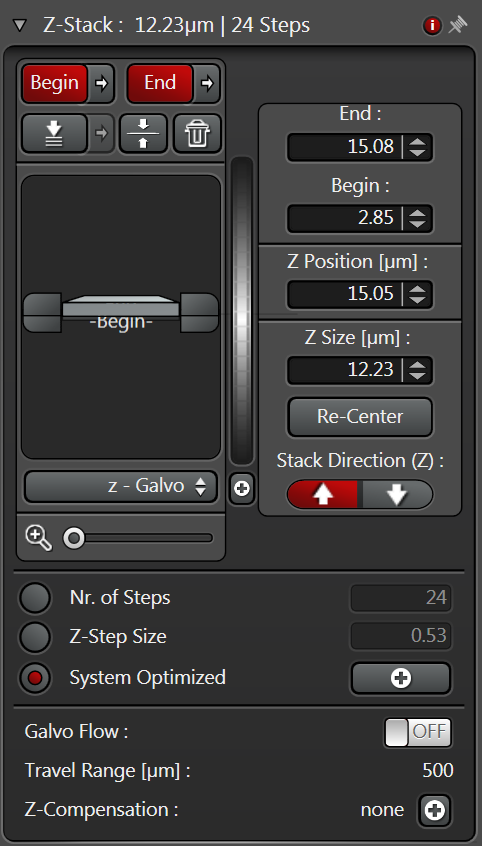 Z-Stack : 12.23µm | 24 Steps
Begin
End
End :
15.08
Begin :
2.85
Z Position [µm] :
15.05
-Begin-
Z Size [µm] :
12.23
Re-Center
Stack Direction (Z) :
z - Galvo
Nr. of Steps 24
Z-Step Size 0.53
System Optimized
Galvo Flow : OFF
Travel Range [µm] : 500
Z-Compensation : none